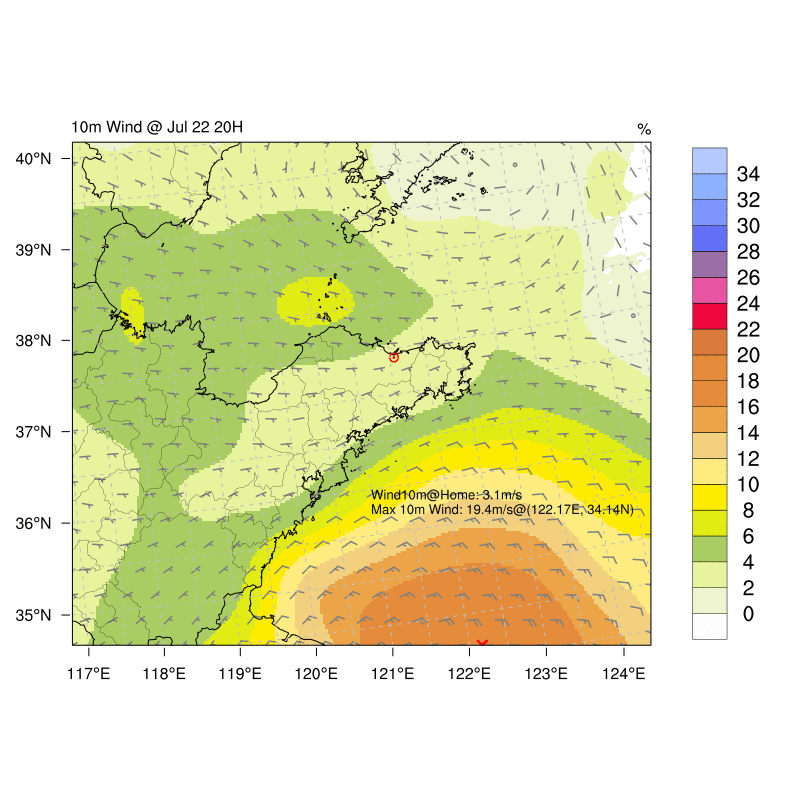 10m Wind @ Jul 22 20H
%
40°N
39°N
38°N
37°N
36°N
35°N
117°E
118°E
119°E
120°E
121°E
122°E
123°E
124°E
Wind10m@Home: 3.1m/s
Max 10m Wind: 19.4m/s@(122.17E, 34.14N)
34
32
30
28
26
24
22
20
18
16
14
12
10
8
6
4
2
0